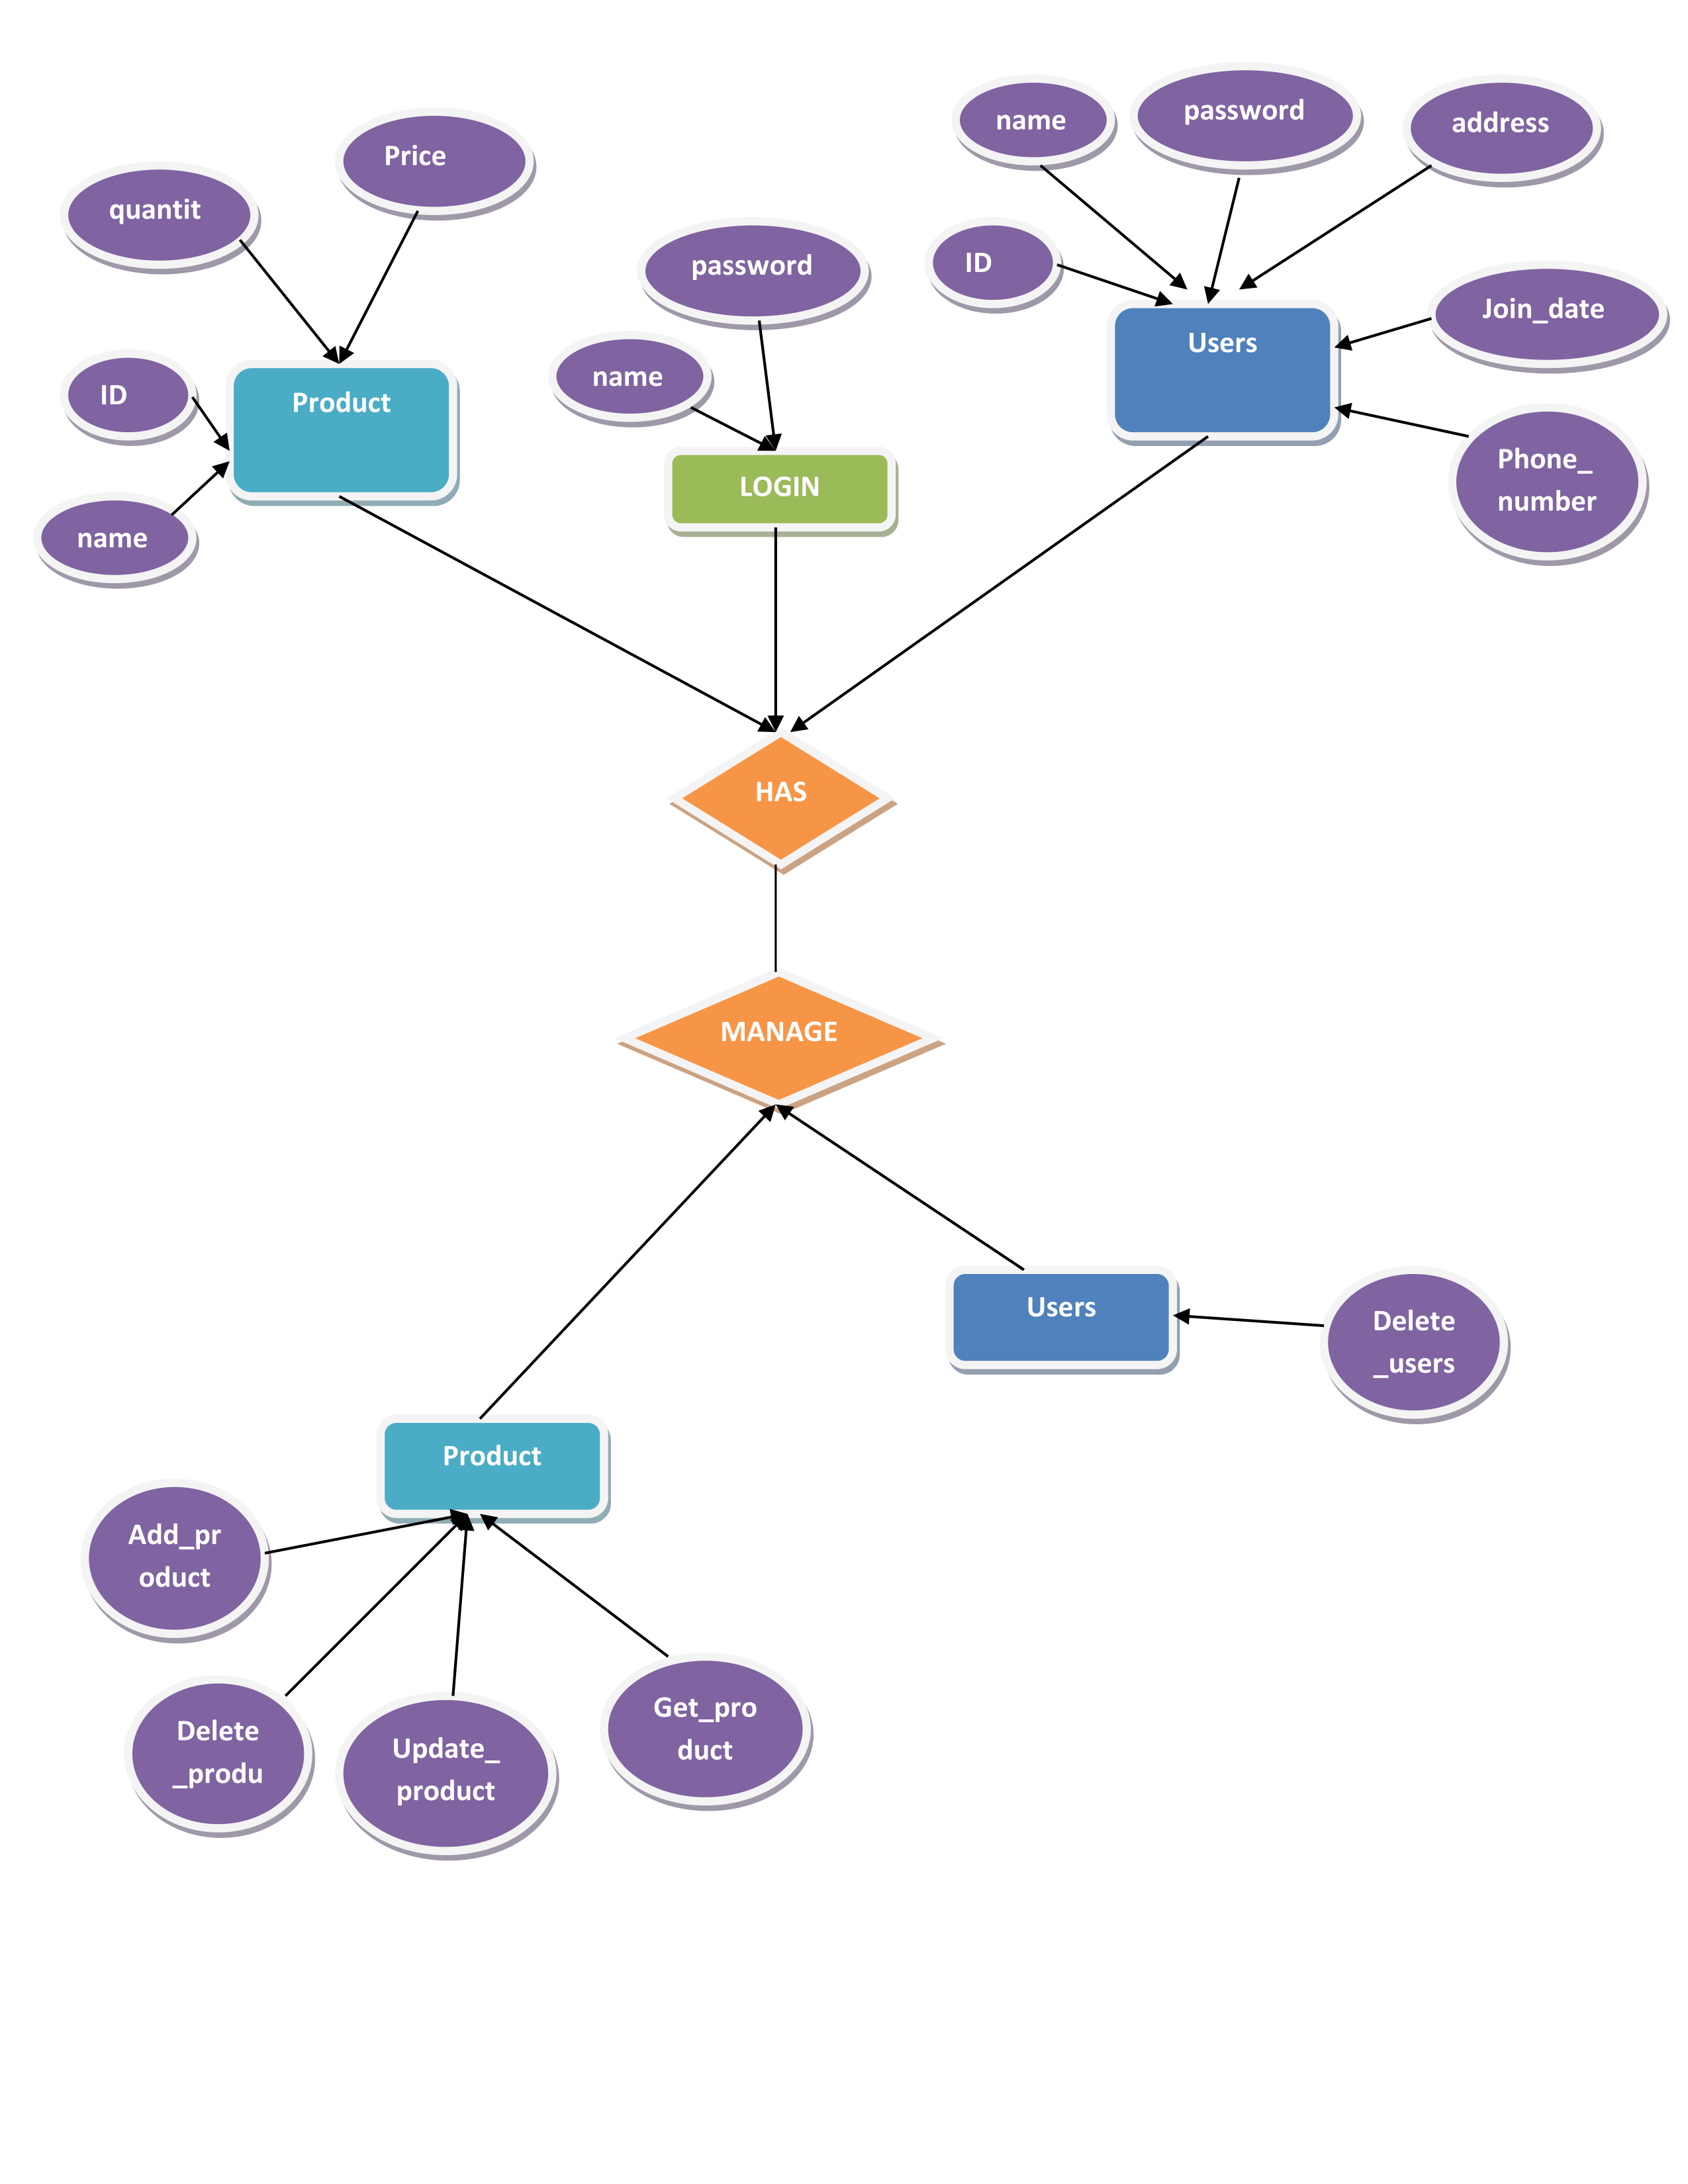 name
password
address
Price
quantit
password
ID
Join_date
Users
name
ID
Product
Phone_
number
LOGIN
name
HAS
MANAGE
Users
Delete
_users
Product
Add_pr
oduct
Delete
_produ
Update_
product
Get_pro
duct